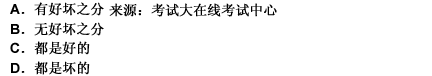 A. 有好坏之分 来源：考试大在线考试中心
B. 无好坏之分
C. 都是好的
D. 都是坏的